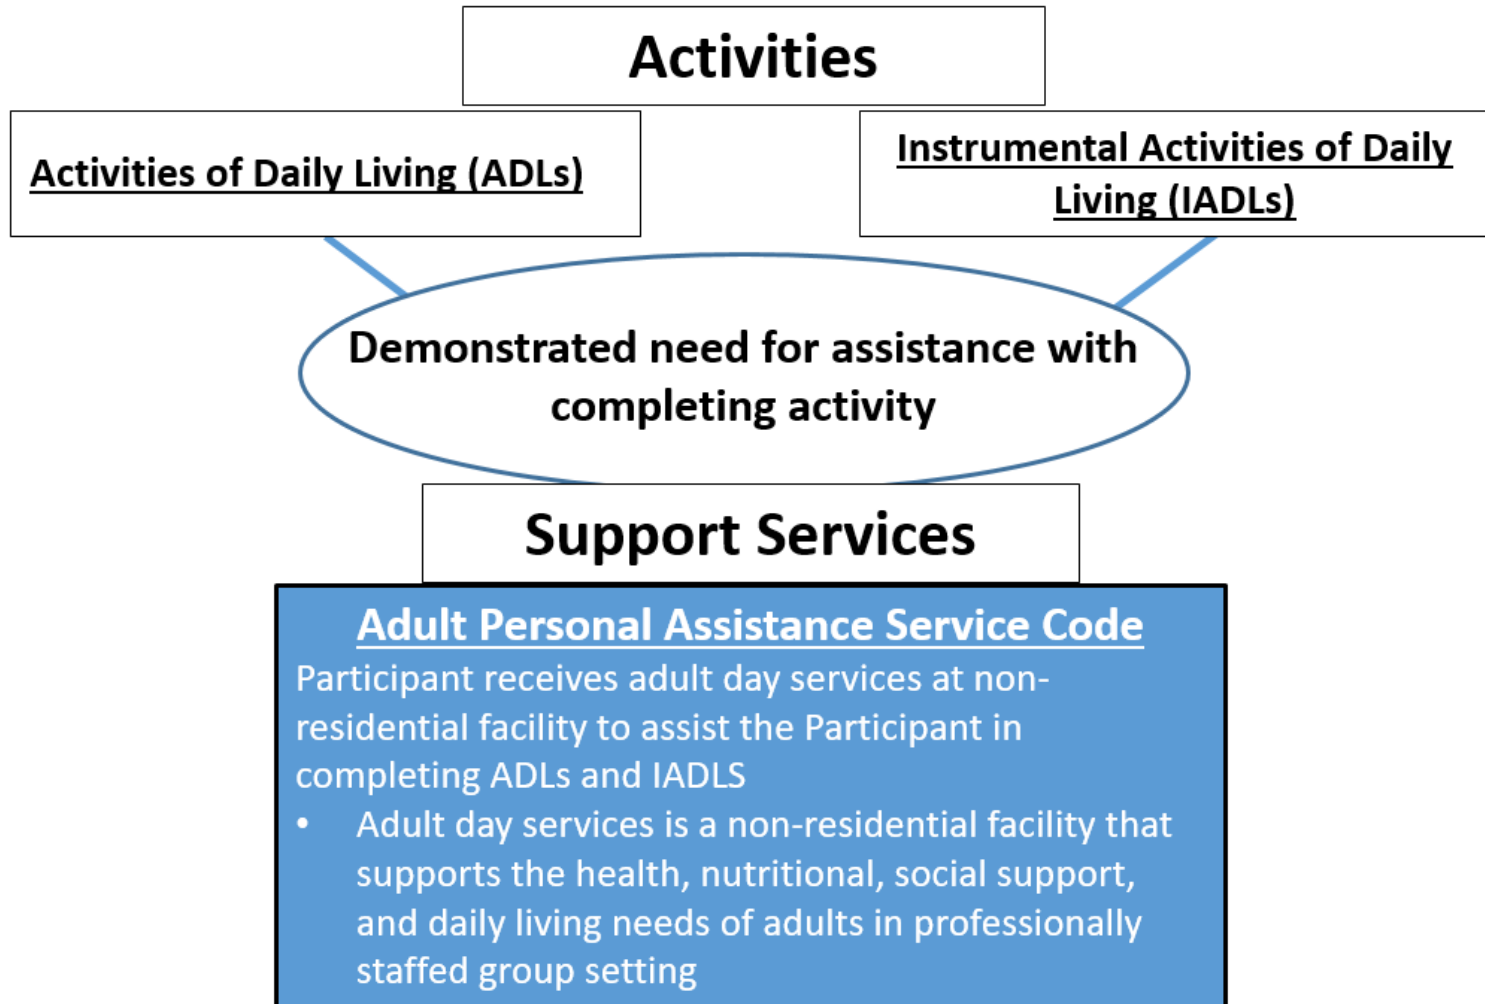 Activities
Activities of Daily Living (ADLs)
Instrumental Activities of Daily
Living (IADLs)
Demonstrated need for assistance with
completing activity
Support Services
Adult Personal Assistance Service Code
Participant receives adult day services at non-
residential facility to assist the Participant in
completing ADLs and IADLS
• Adult day services is a non-residential facility that
supports the health, nutritional, social support,
and daily living needs of adults in professionally
staffed group setting